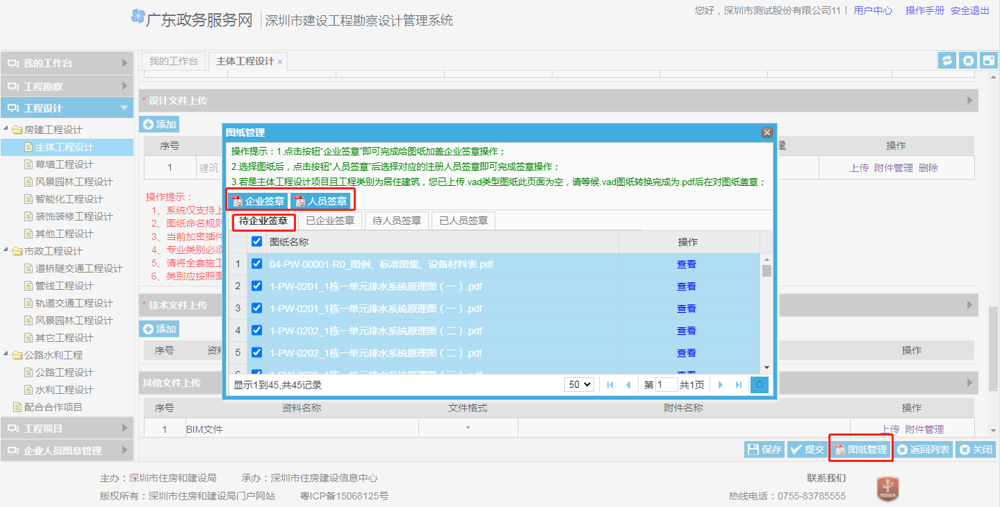 广东政务服务网
深圳市建设工程勘察设计管理系统
您好，深圳市测试股份有限公司11！ 用户中心 操作手册 安全退出
我的工作台
工程勘察
工程设计
房建工程设计
主体工程设计
幕墙工程设计
风景园林工程设计
智能化工程设计
装饰装修工程设计
其他工程设计
市政工程设计
道桥隧交通工程设计
管线工程设计
轨道交通工程设计
风景园林工程设计
其它工程设计
公路水利工程
公路工程设计
水利工程设计
配合合作项目
工程项目
企业人员图章管理
我的工作台 主体工程设计 ×
* 设计文件上传
添加
序号 量 操作
1 建筑 上传 附件管理 删除
操作提示：
1、系统仅支持上
2、图纸命名规则
3、当前加密插件
4、专业类别必须
5、请将全套施工
6、类别应按照图
* 技术文件上传
添加
序号 资料 操作
其他文件上传
序号 资料名称 文件格式 附件名称 操作
1 BIM文件 * 上传 附件管理
图纸管理
操作提示：1.点击按钮“企业签章”即可完成给图纸加盖企业签章操作；
2.选择图纸后，点击按钮“人员签章”后选择对应的注册人员签章即可完成签章操作；
3.若是主体工程设计项目且工程类别为居住建筑，您已上传.vad类型图纸此页面为空，请等候.vad图纸转换完成为.pdf后在对图纸盖章；
企业签章 人员签章
待企业签章 已企业签章 待人员签章 已人员签章
图纸名称 操作
1 04-PW-00001-R0_图例、标准图集、设备材料表.pdf 查看
2 1-PW-0201_1栋一单元排水系统原理图（一）.pdf 查看
3 1-PW-0201_1栋一单元排水系统原理图（一）.pdf 查看
4 1-PW-0202_1栋一单元排水系统原理图（二）.pdf 查看
5 1-PW-0202_1栋一单元排水系统原理图（二）.pdf 查看
显示1到45,共45记录 50 第 1 共1页
保存 提交 图纸管理 返回列表 关闭
主办：深圳市住房和建设局 承办：深圳市住房建设信息中心
版权所有：深圳市住房和建设局门户网站 粤ICP备15068125号
联系我们
热线电话：0755-83785555